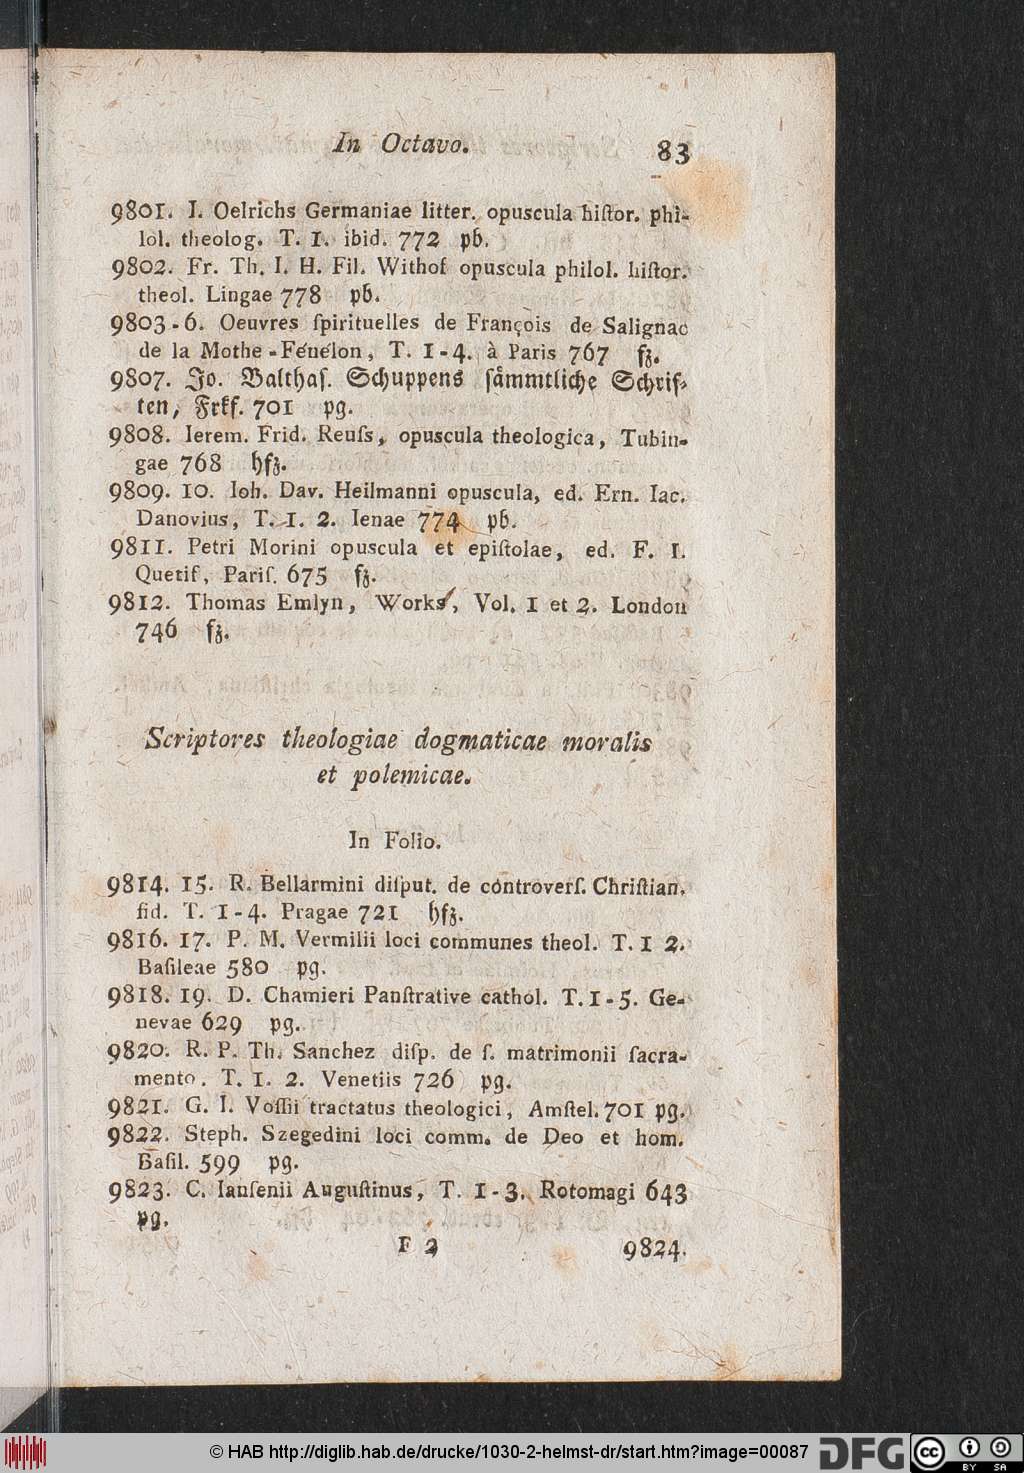 In Octavo. 83
9801. I. Oelrichs Germaniae litter. opuscula hiſtor. phi-
lol. theolog. T. 1. ibid. 772 pb.
9802. Fr. Th. I. H. Fil. Withof opuscula philol. hiſtor.
theol. Lingae 778 pb.
9803-6. Oeuvres ſpirituelles de François de Salignac
de la Mothe-Féuélon, T. 1-4. à Paris 767 fz.
9807. Jo. Balthaſ. Schuppens ſämmtliche Schrif-
ten, Frkf. 701 pg.
9808. Ierem. Frid. Reuſs, opuscula theologica, Tubin-
gae 768 hfz.
9809. 10. Ioh. Dav. Heilmanni opuscula, ed. Ern. Iac.
Danovius, T. 1. 2. Ienae 774 pb.
9811. Petri Morini opuscula et epiſtolae, ed. F. I.
Quetif, Pariſ. 675 fz.
9812. Thomas Emlyn, Works, Vol. 1 et 2. London
746 fz.
Scriptores theologiae dogmaticae moralis
et polemicae.
In Folio.
9814. 15. R. Bellarmini diſput. de controverſ. Chriſtian.
fid. T. 1-4. Pragae 721 hfz.
9816. 17. P. M. Vermilii loci communes theol. T. 1 2.
Baſileae 580 pg.
9818. 19. D. Chamieri Panſtrative cathol. T. 1-5. Ge-
nevae 629 pg.
9820. R. P. Th. Sanchez diſp. de ſ. matrimonii ſacra-
mento. T. 1. 2. Venetiis 726 pg.
9821. G. I. Voſſii tractatus theologici, Amſtel. 701 pg.
9822. Steph. Szegedini loci comm. de Deo et hom.
Baſil. 599 pg.
9823. C. Ianſenii Auguſtinus, T. 1-3. Rotomagi 643
pg.
F 2 9824.
© HAB http://diglib.hab.de/drucke/1030-2-helmst-dr/start.htm?image=00087 DFG cc BY SA